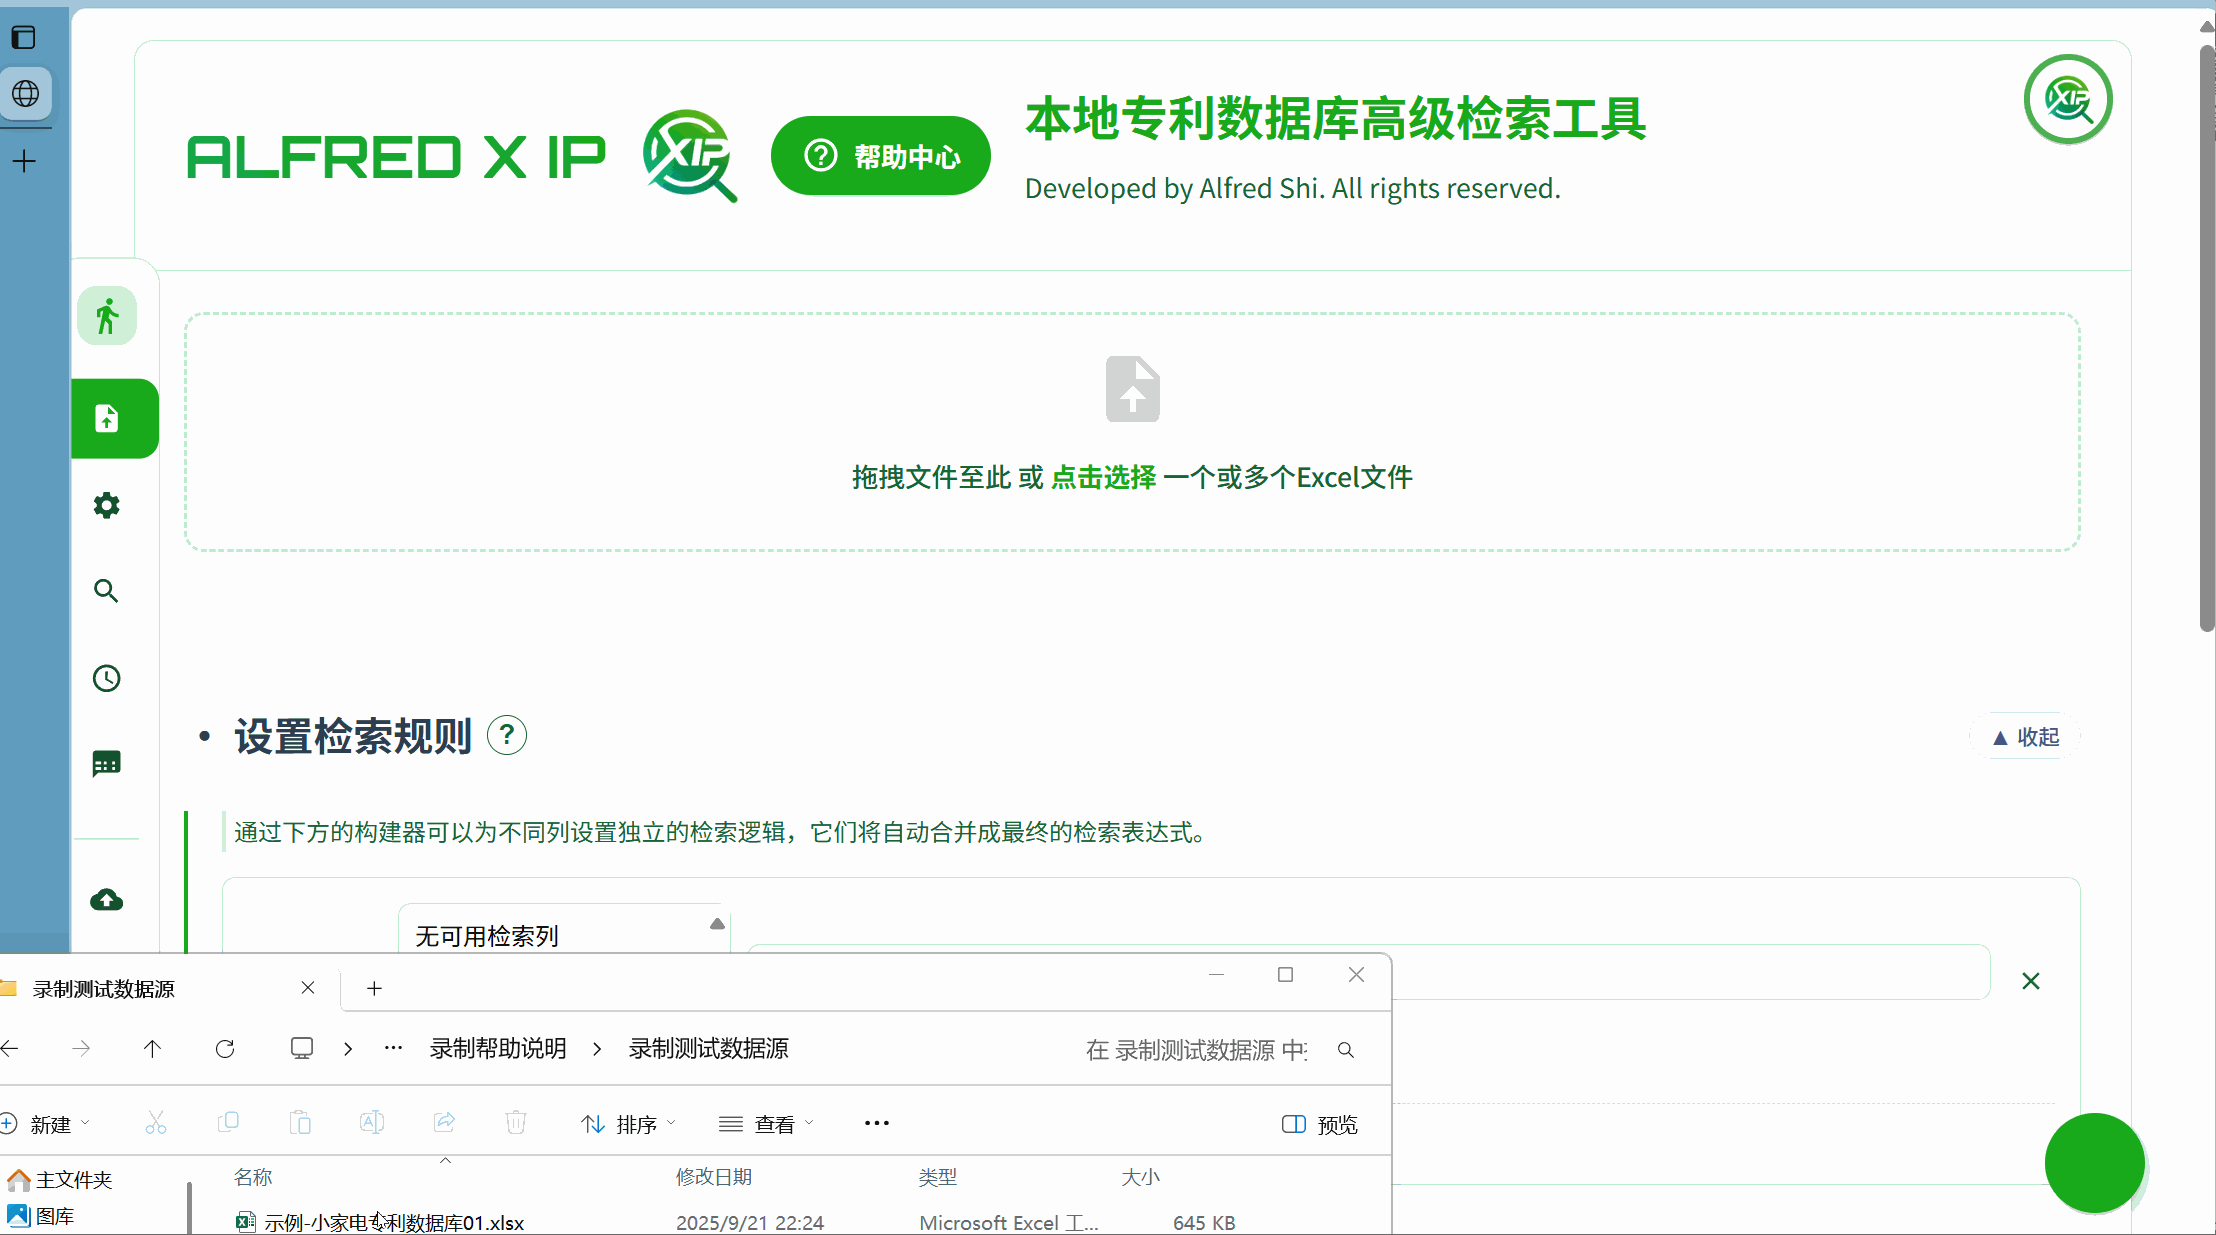 ALFRED X IP
XIP
帮助中心
本地专利数据库高级检索工具
Developed by Alfred Shi. All rights reserved.
XIP
拖拽文件至此 或 点击选择 一个或多个Excel文件
• 设置检索规则 ?
▲ 收起
通过下方的构建器可以为不同列设置独立的检索逻辑，它们将自动合并成最终的检索表达式。
无可用检索列
录制测试数据源
录制帮助说明 > 录制测试数据源
在 录制测试数据源 中
新建
排序
查看
预览
名称 修改日期 类型 大小
主文件夹
图库
示例-小家电专利数据库01.xlsx 2025/9/21 22:24 Microsoft Excel 工... 645 KB